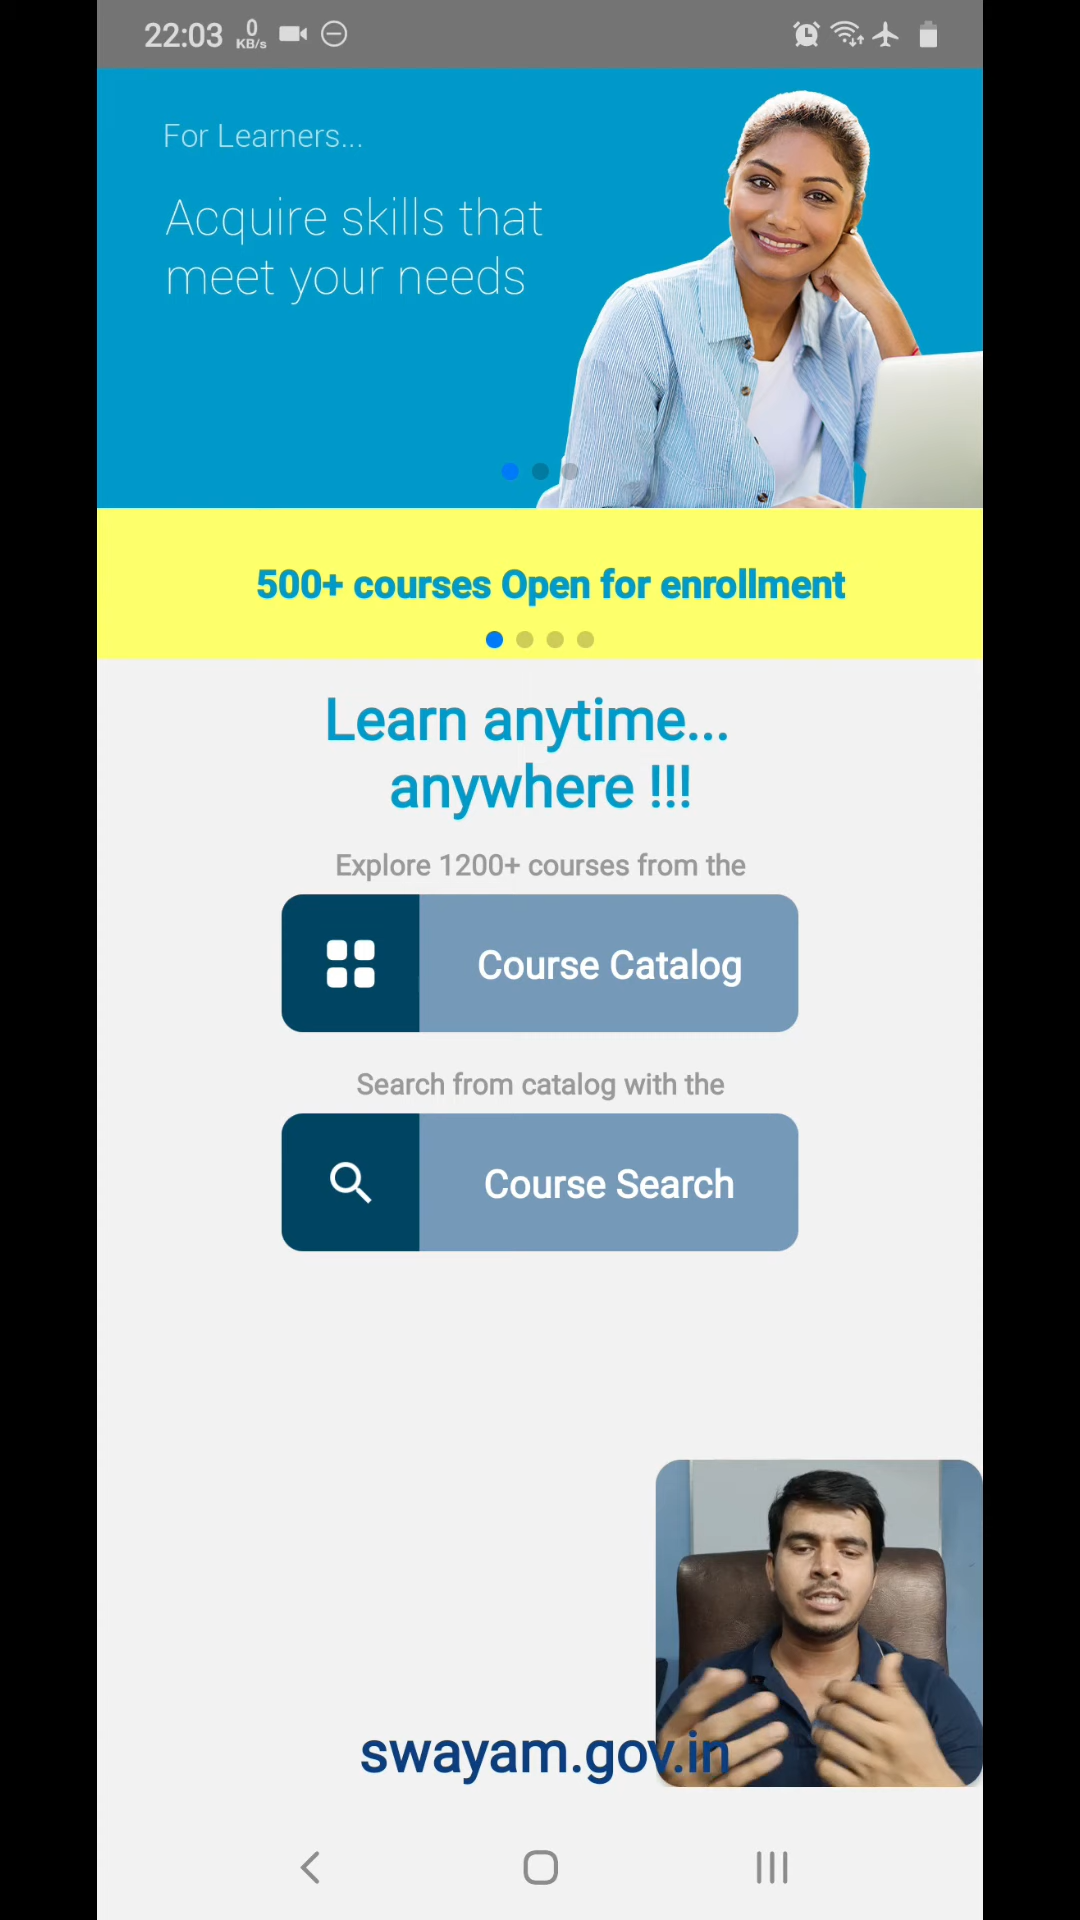 22:03 0 KB/s
For Learners...
Acquire skills that
meet your needs
500+ courses Open for enrollment
Learn anytime...
anywhere !!!
Explore 1200+ courses from the
Course Catalog
Search from catalog with the
Course Search
swayam.gov.in